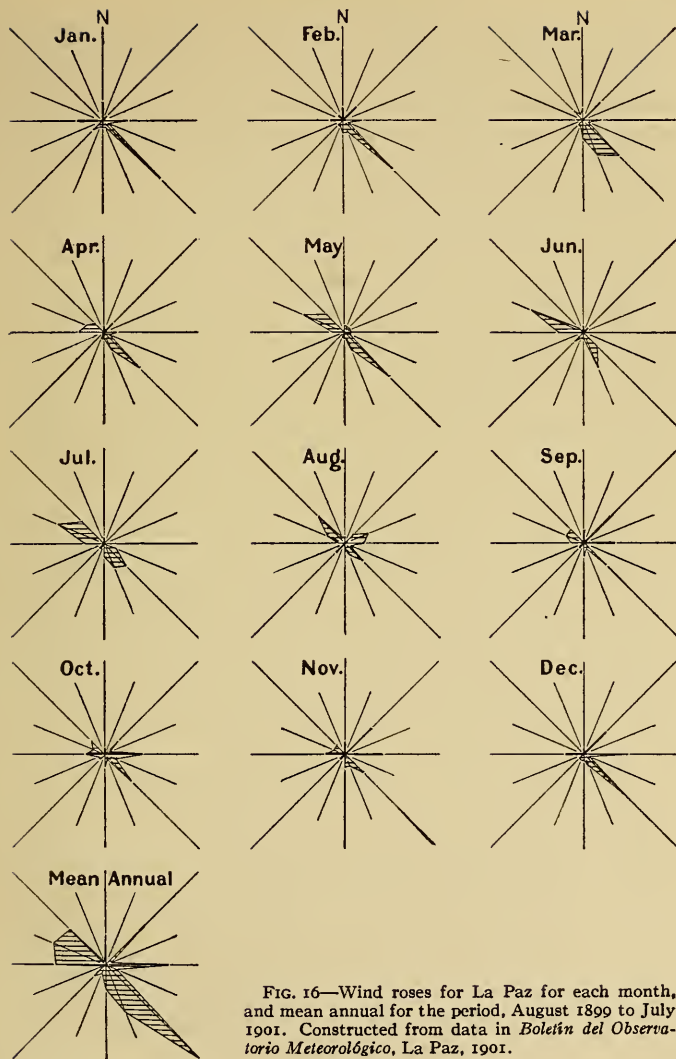 N N
Jan. Feb. Mar.
Apr. May Jun.
Jul. Aug. Sep.
Oct. Nov. Dec.
Mean Annual
FIG. 16—Wind roses for La Paz for each month,
and mean annual for the period, August 1899 to July
1901. Constructed from data in Boletín del Observa-
torio Meteorológico, La Paz, 1901.